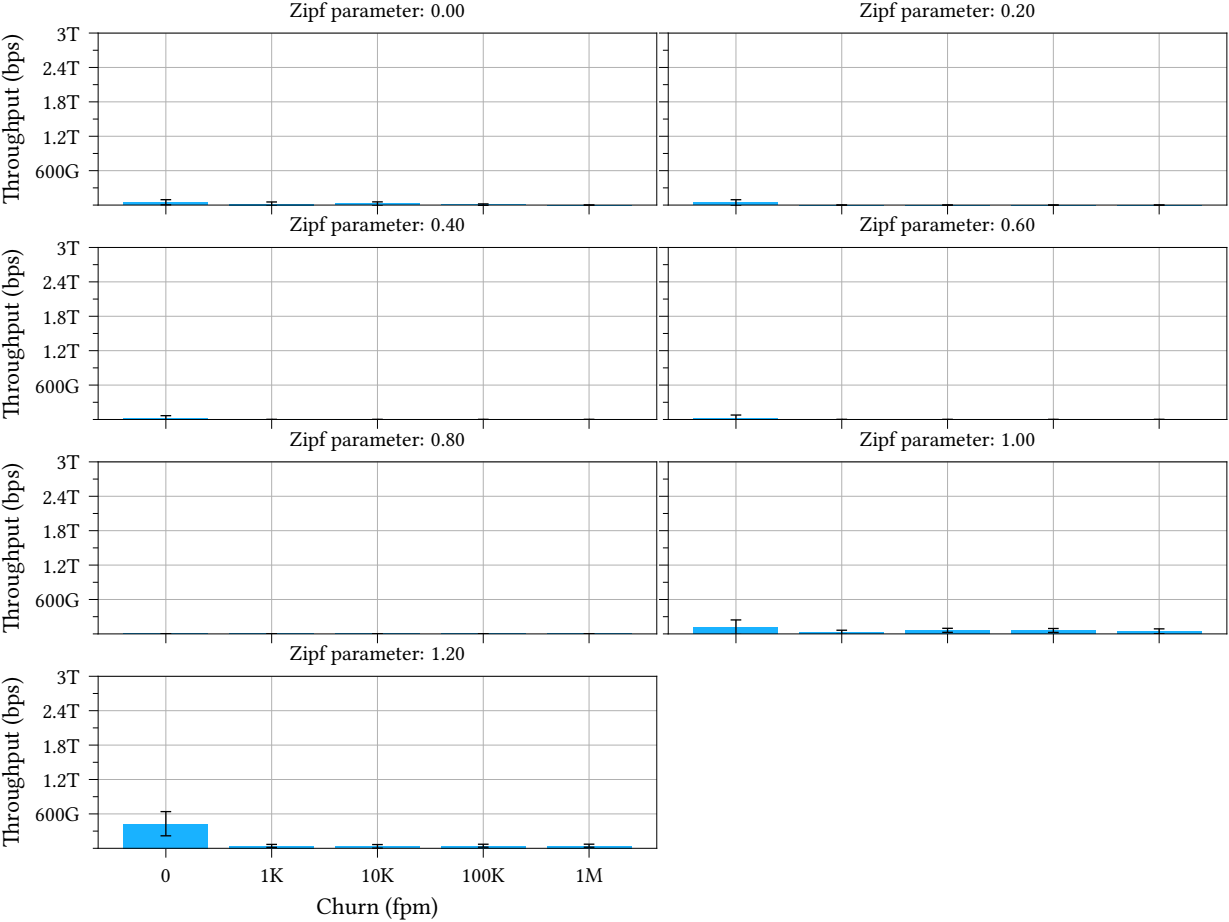 Zipf parameter: 0.00
Zipf parameter: 0.20
Throughput (bps)
3T
2.4T
1.8T
1.2T
600G
Zipf parameter: 0.40
Zipf parameter: 0.60
Throughput (bps)
3T
2.4T
1.8T
1.2T
600G
Zipf parameter: 0.80
Zipf parameter: 1.00
Throughput (bps)
3T
2.4T
1.8T
1.2T
600G
Zipf parameter: 1.20
Throughput (bps)
3T
2.4T
1.8T
1.2T
600G
0 1K 10K 100K 1M
Churn (fpm)